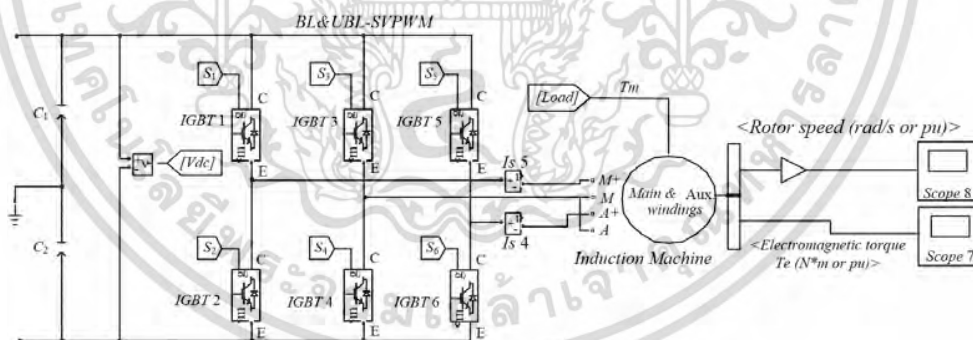 BL&UBL-SVPWM
S1
S3
S5
C
C
C
IGBT 1
IGBT 3
IGBT 5
C1
[Vdc]
E
E
E
[Load]
Tm
<Rotor speed (rad/s or pu)>
Is 5
M+
M
A+
A
Main & Aux.
windings
Scope 8
Is 4
Induction Machine
<Electromagnetic torque
Te (N*m or pu)>
Scope 7
C2
S2
S4
S6
C
C
C
IGBT 2
IGBT 4
IGBT 6
E
E
E